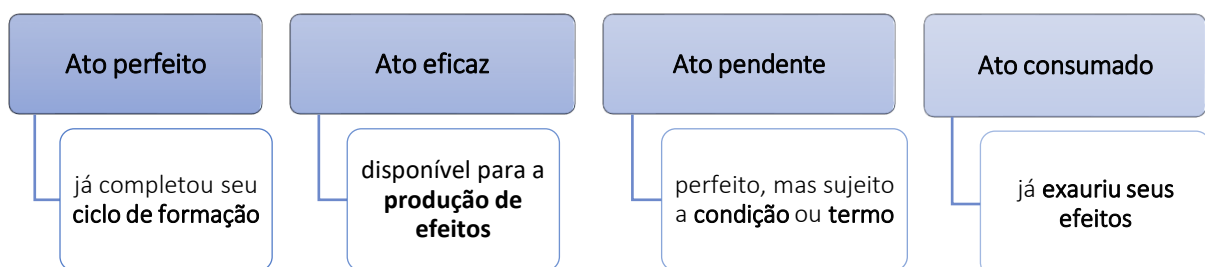 Ato perfeito
já completou seu
ciclo de formação
Ato eficaz
disponível para a
produção de
efeitos
Ato pendente
perfeito, mas sujeito
a condição ou termo
Ato consumado
já exauriu seus
efeitos